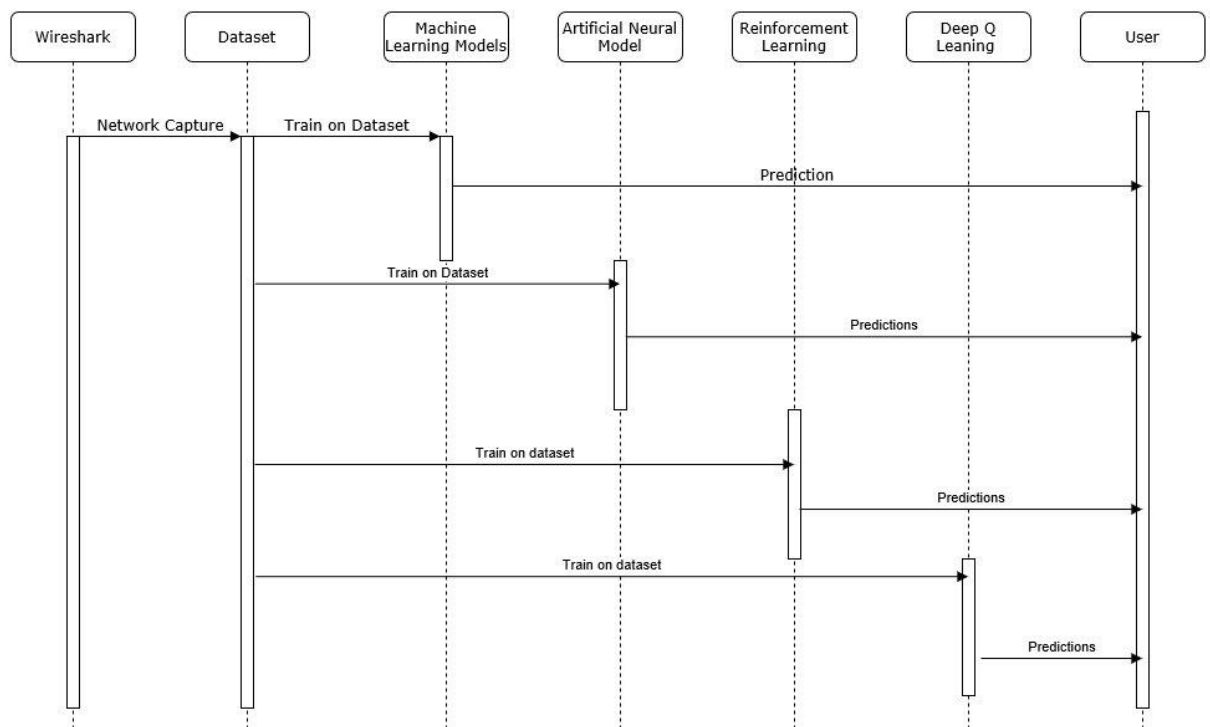 Wireshark
Dataset
Machine
Learning Models
Artificial Neural
Model
Reinforcement
Learning
Deep Q
Leaning
User
Network Capture
Train on Dataset
Prediction
Train on Dataset
Predictions
Train on dataset
Predictions
Train on dataset
Predictions